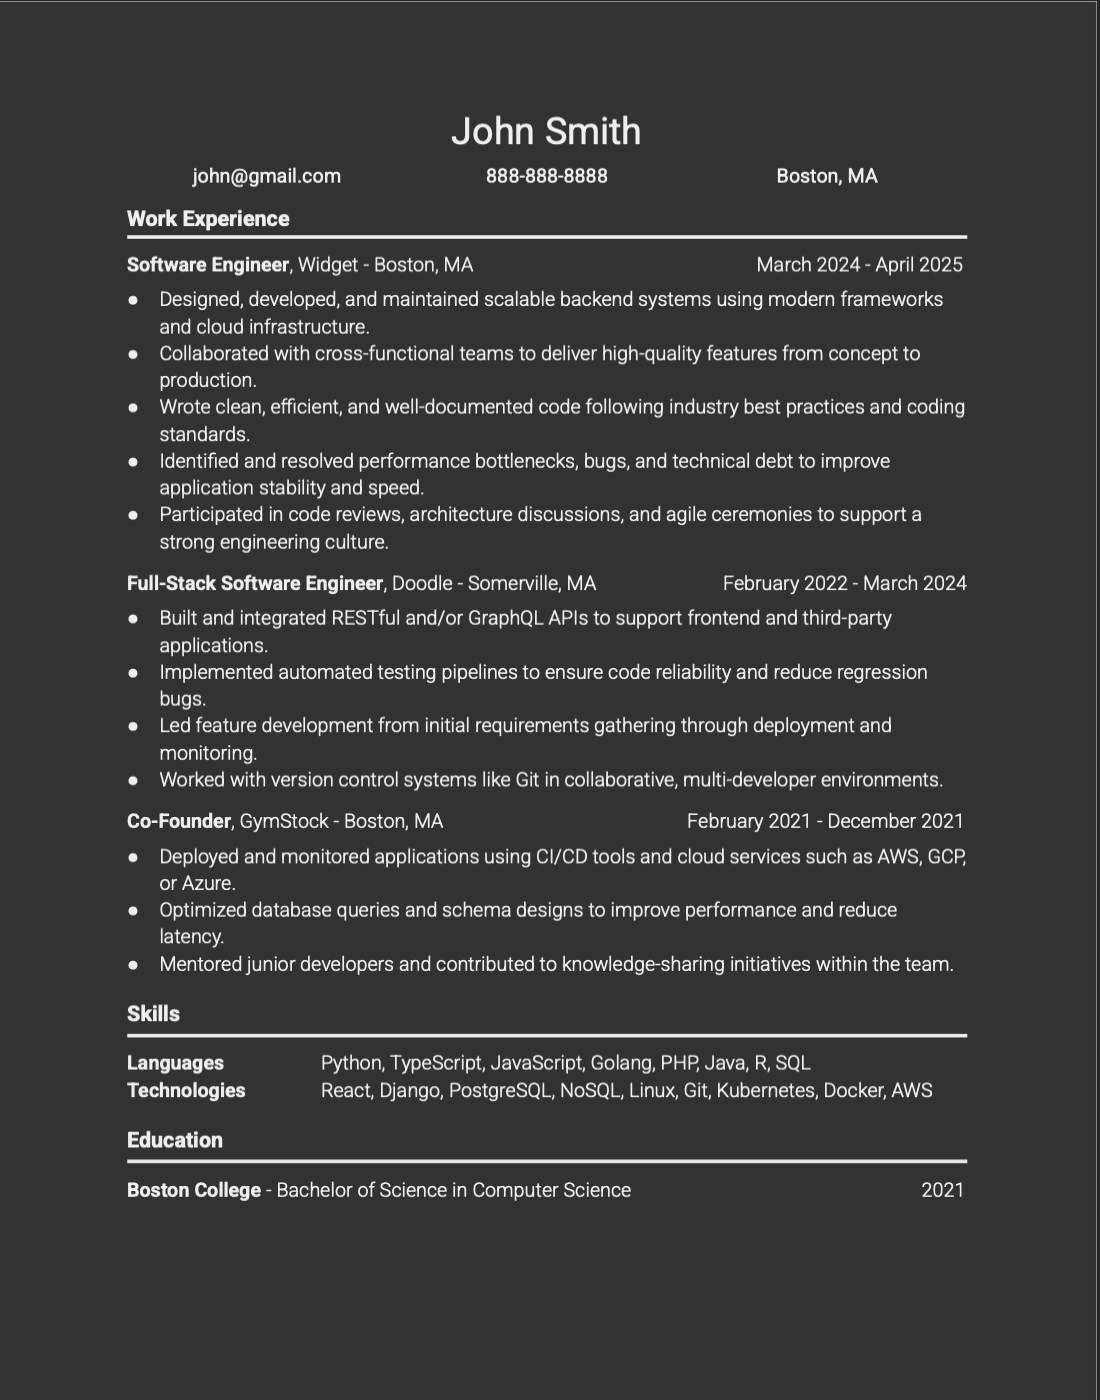 John Smith
john@gmail.com 888-888-8888 Boston, MA
Work Experience
Software Engineer, Widget - Boston, MA March 2024 - April 2025
● Designed, developed, and maintained scalable backend systems using modern frameworks
and cloud infrastructure.
● Collaborated with cross-functional teams to deliver high-quality features from concept to
production.
● Wrote clean, efficient, and well-documented code following industry best practices and coding
standards.
● Identified and resolved performance bottlenecks, bugs, and technical debt to improve
application stability and speed.
● Participated in code reviews, architecture discussions, and agile ceremonies to support a
strong engineering culture.
Full-Stack Software Engineer, Doodle - Somerville, MA February 2022 - March 2024
● Built and integrated RESTful and/or GraphQL APIs to support frontend and third-party
applications.
● Implemented automated testing pipelines to ensure code reliability and reduce regression
bugs.
● Led feature development from initial requirements gathering through deployment and
monitoring.
● Worked with version control systems like Git in collaborative, multi-developer environments.
Co-Founder, GymStock - Boston, MA February 2021 - December 2021
● Deployed and monitored applications using CI/CD tools and cloud services such as AWS, GCP,
or Azure.
● Optimized database queries and schema designs to improve performance and reduce
latency.
● Mentored junior developers and contributed to knowledge-sharing initiatives within the team.
Skills
Languages Python, TypeScript, JavaScript, Golang, PHP, Java, R, SQL
Technologies React, Django, PostgreSQL, NoSQL, Linux, Git, Kubernetes, Docker, AWS
Education
Boston College - Bachelor of Science in Computer Science 2021